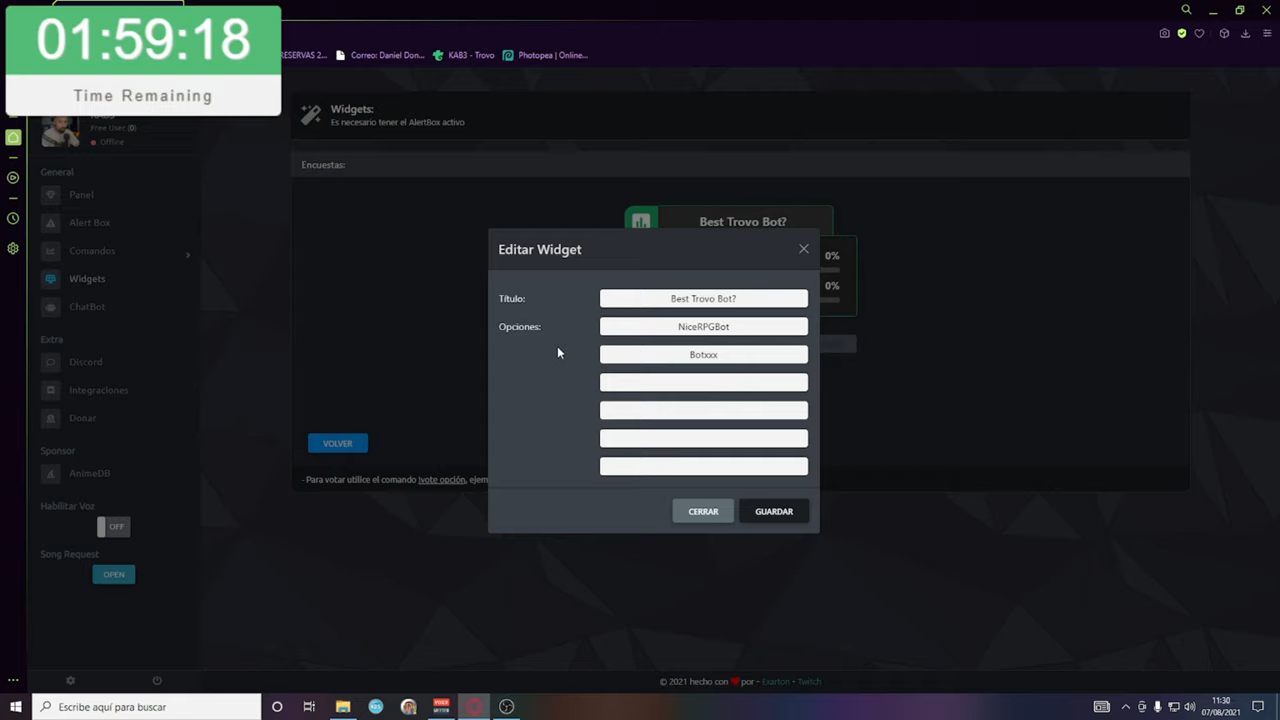 01:59:18
Time Remaining
RESERVAS 2...
Correo: Daniel Don...
KAB3 - Trovo
Photopea | Online...
Free User (0)
Offline
General
Panel
Alert Box
Comandos
Widgets
ChatBot
Extra
Discord
Integraciones
Donar
Sponsor
AnimeDB
Habilitar Voz
OFF
Song Request
OPEN
Widgets:
Es necesario tener el AlertBox activo
Encuestas:
Best Trovo Bot?
0%
0%
Editar Widget
Título:
Best Trovo Bot?
Opciones:
NiceRPGBot
Botxxx
CERRAR
GUARDAR
VOLVER
- Para votar utilice el comando !vote opción, ejem
© 2021 hecho con ❤ por - Exarton - Twitch
Escribe aquí para buscar
11:30
07/08/2021